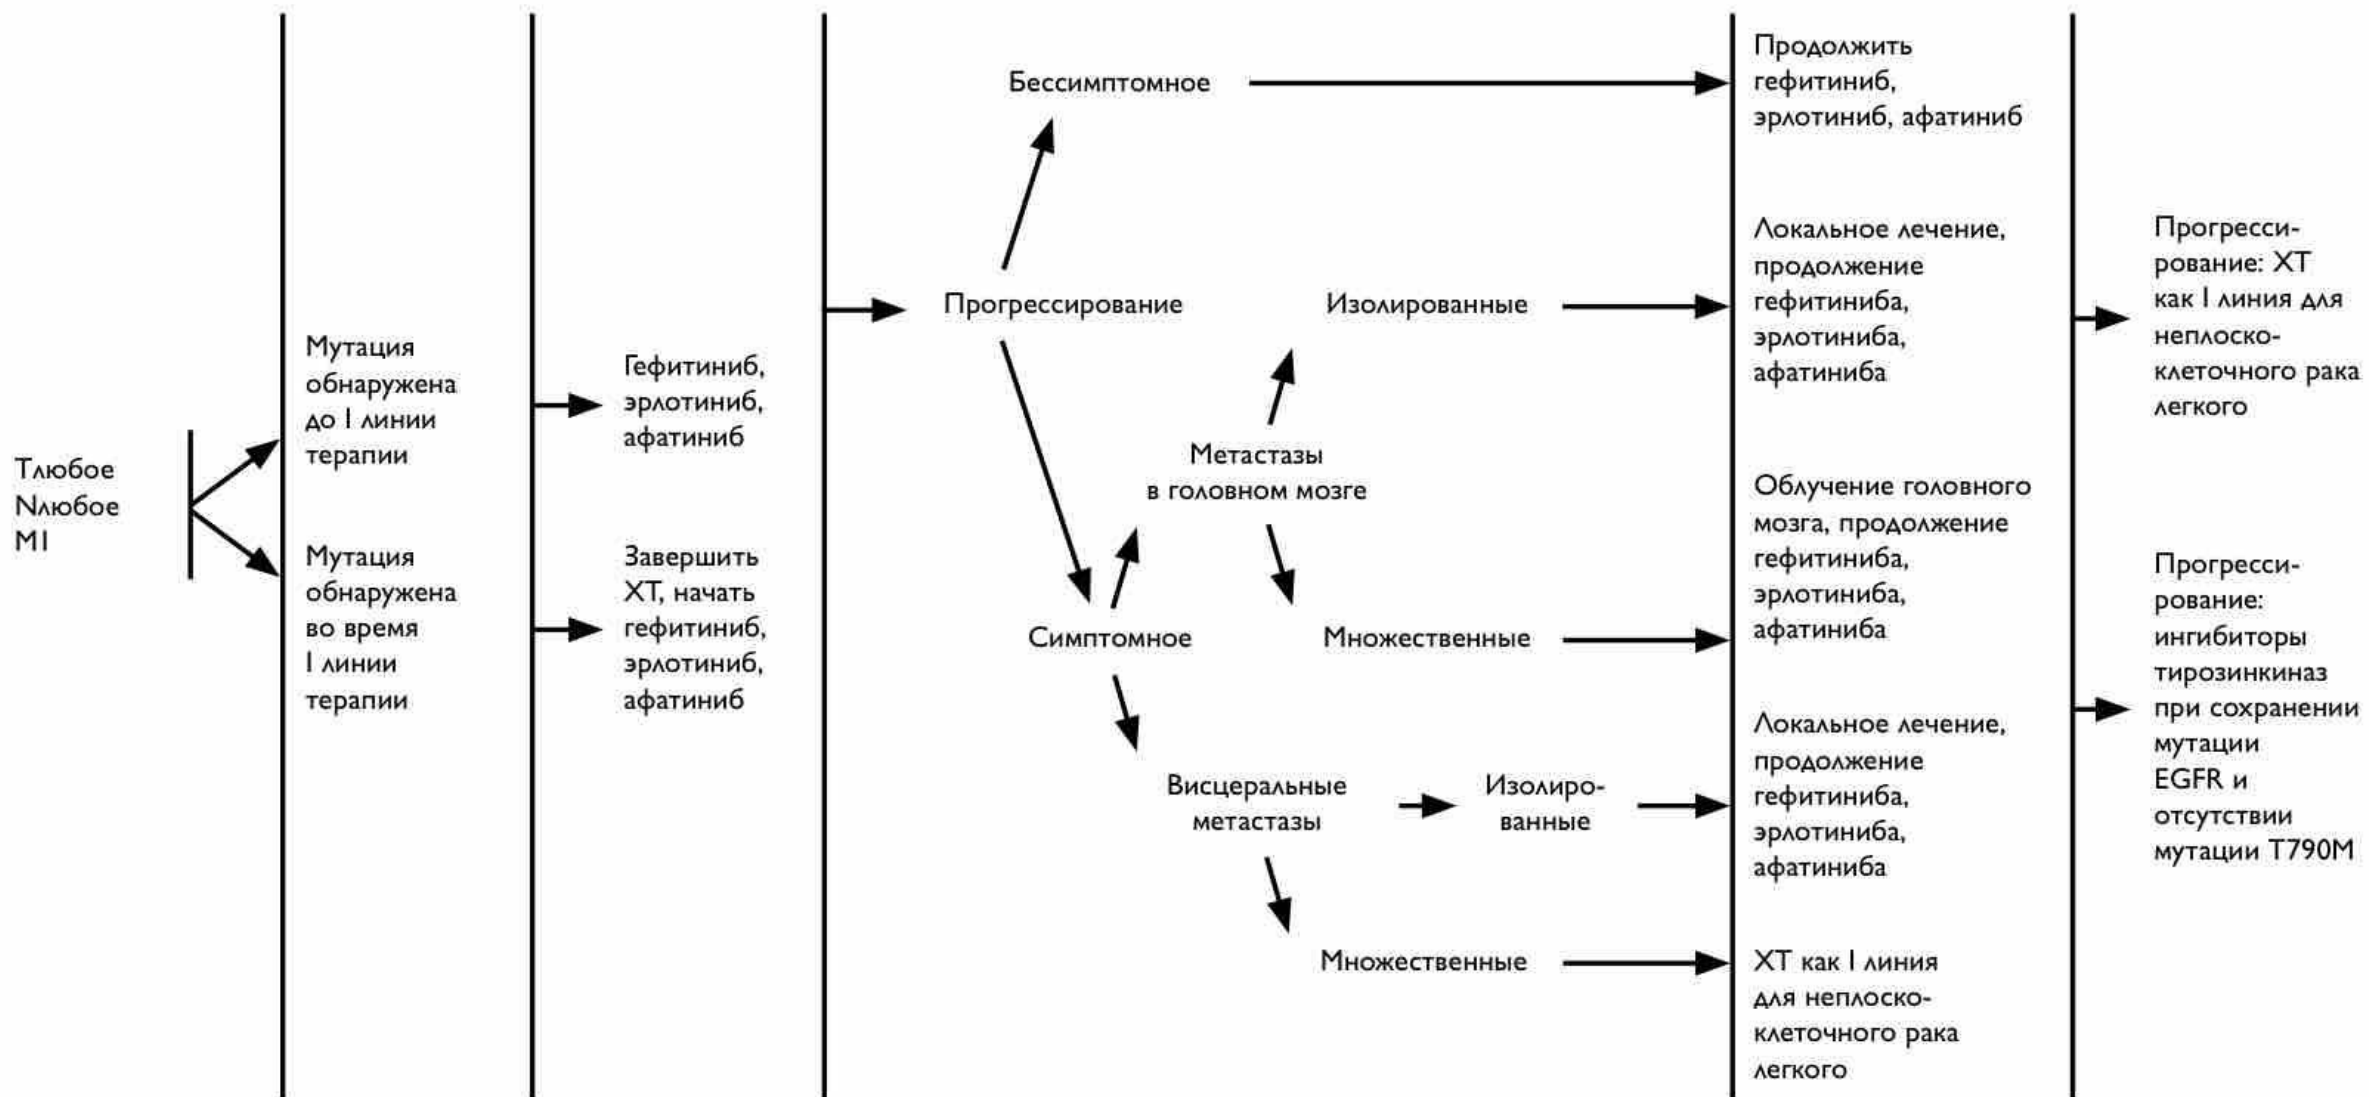 Tлюбое
Nлюбое
M1
Мутация
обнаружена
до I линии
терапии
Мутация
обнаружена
во время
I линии
терапии
Гефитиниб,
эрлотиниб,
афатиниб
Завершить
ХТ, начать
гефитиниб,
эрлотиниб,
афатиниб
Прогрессирование
Бессимптомное
Симптомное
Метастазы
в головном мозге
Изолированные
Множественные
Висцеральные
метастазы
Изолиро-
ванные
Множественные
Продолжить
гефитиниб,
эрлотиниб, афатиниб
Локальное лечение,
продолжение
гефитиниба,
эрлотиниба,
афатиниба
Облучение головного
мозга, продолжение
гефитиниба,
эрлотиниба,
афатиниба
Локальное лечение,
продолжение
гефитиниба,
эрлотиниба,
афатиниба
ХТ как I линия
для неплоско-
клеточного рака
легкого
Прогресси-
рование: ХТ
как I линия для
неплоско-
клеточного рака
легкого
Прогресси-
рование:
ингибиторы
тирозинкиназ
при сохранении
мутации
EGFR и
отсутствии
мутации T790M